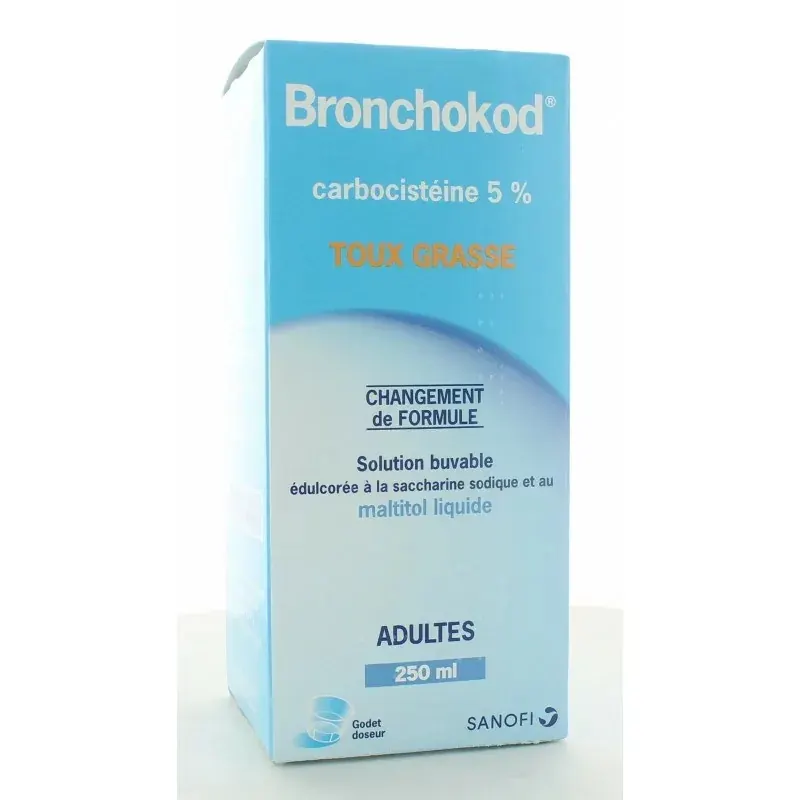 Bronchokod®
carbocistéine 5 %
TOUX GRASSE
CHANGEMENT
de FORMULE
Solution buvable
édulcorée à la saccharine sodique et au
maltitol liquide
ADULTES
250 ml
Godet
doseur
SANOFI